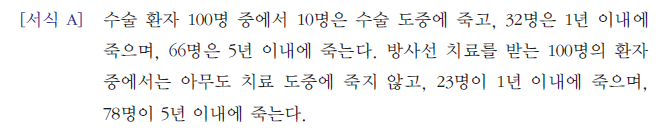 [서식 A] 수술 환자 100명 중에서 10명은 수술 도중에 죽고, 32명은 1년 이내에
죽으며, 66명은 5년 이내에 죽는다. 방사선 치료를 받는 100명의 환자
중에서는 아무도 치료 도중에 죽지 않고, 23명이 1년 이내에 죽으며,
78명이 5년 이내에 죽는다.